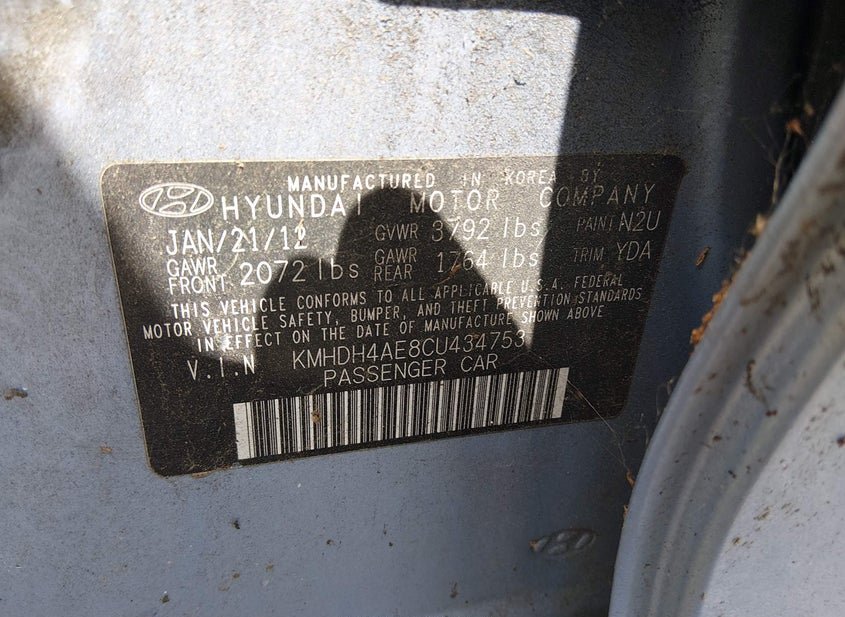 MANUFACTURED IN KOREA BY
HYUNDAI MOTOR COMPANY
JAN/21/12 GVWR 3792 lbs PAINT N2U
GAWR FRONT 2072 lbs GAWR REAR 1764 lbs TRIM YDA
THIS VEHICLE CONFORMS TO ALL APPLICABLE U.S.A. FEDERAL
MOTOR VEHICLE SAFETY, BUMPER, AND THEFT PREVENTION STANDARDS
IN EFFECT ON THE DATE OF MANUFACTURE SHOWN ABOVE
V.I.N KMHDH4AE8CU434753
PASSENGER CAR